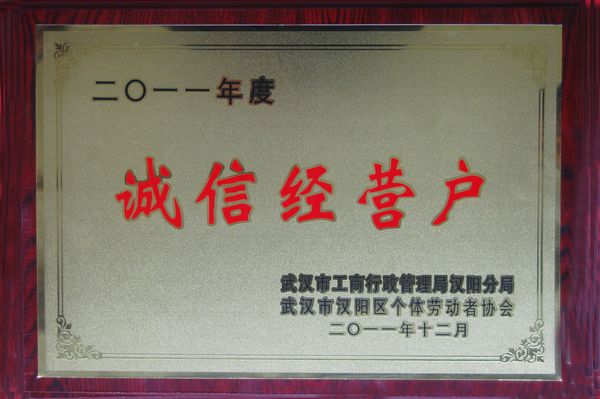 二〇一一年度
诚信经营户
武汉市工商行政管理局汉阳分局
武汉市汉阳区个体劳动者协会
二〇一一年十二月